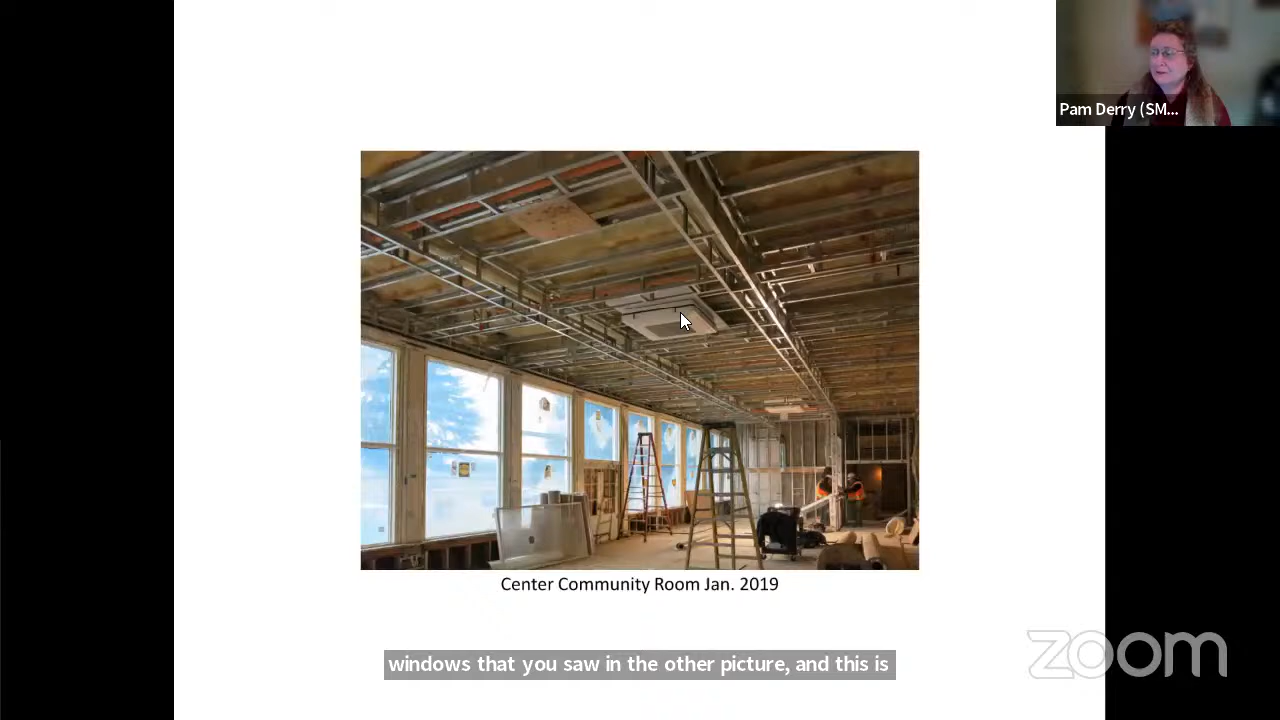 Pam Derry (SM...
Center Community Room Jan. 2019
windows that you saw in the other picture, and this is
zoom